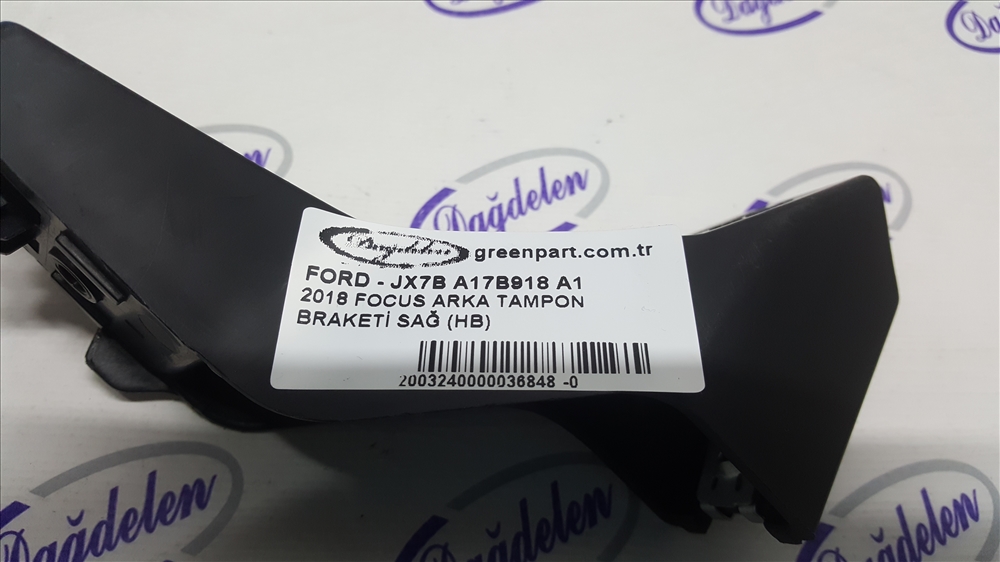 Dağdelen
Dağdelen
Dağdelen
greenpart.com.tr
FORD - JX7B A17B918 A1
2018 FOCUS ARKA TAMPON
BRAKETİ SAĞ (HB)
2003240000036848 -0
Dağdelen
Dağdelen
Dağdelen